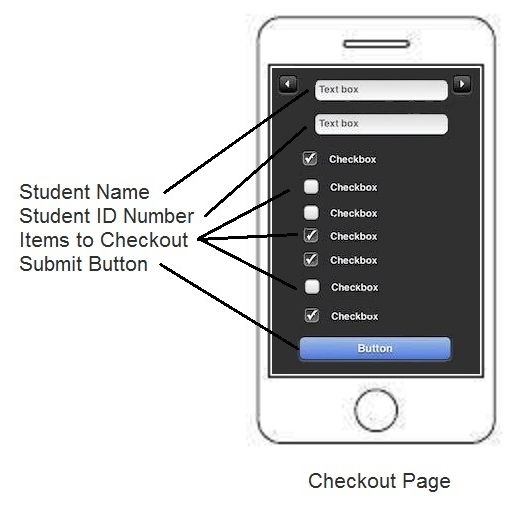 Text box
Text box
Checkbox
Checkbox
Checkbox
Checkbox
Checkbox
Checkbox
Checkbox
Button
Student Name
Student ID Number
Items to Checkout
Submit Button
Checkout Page